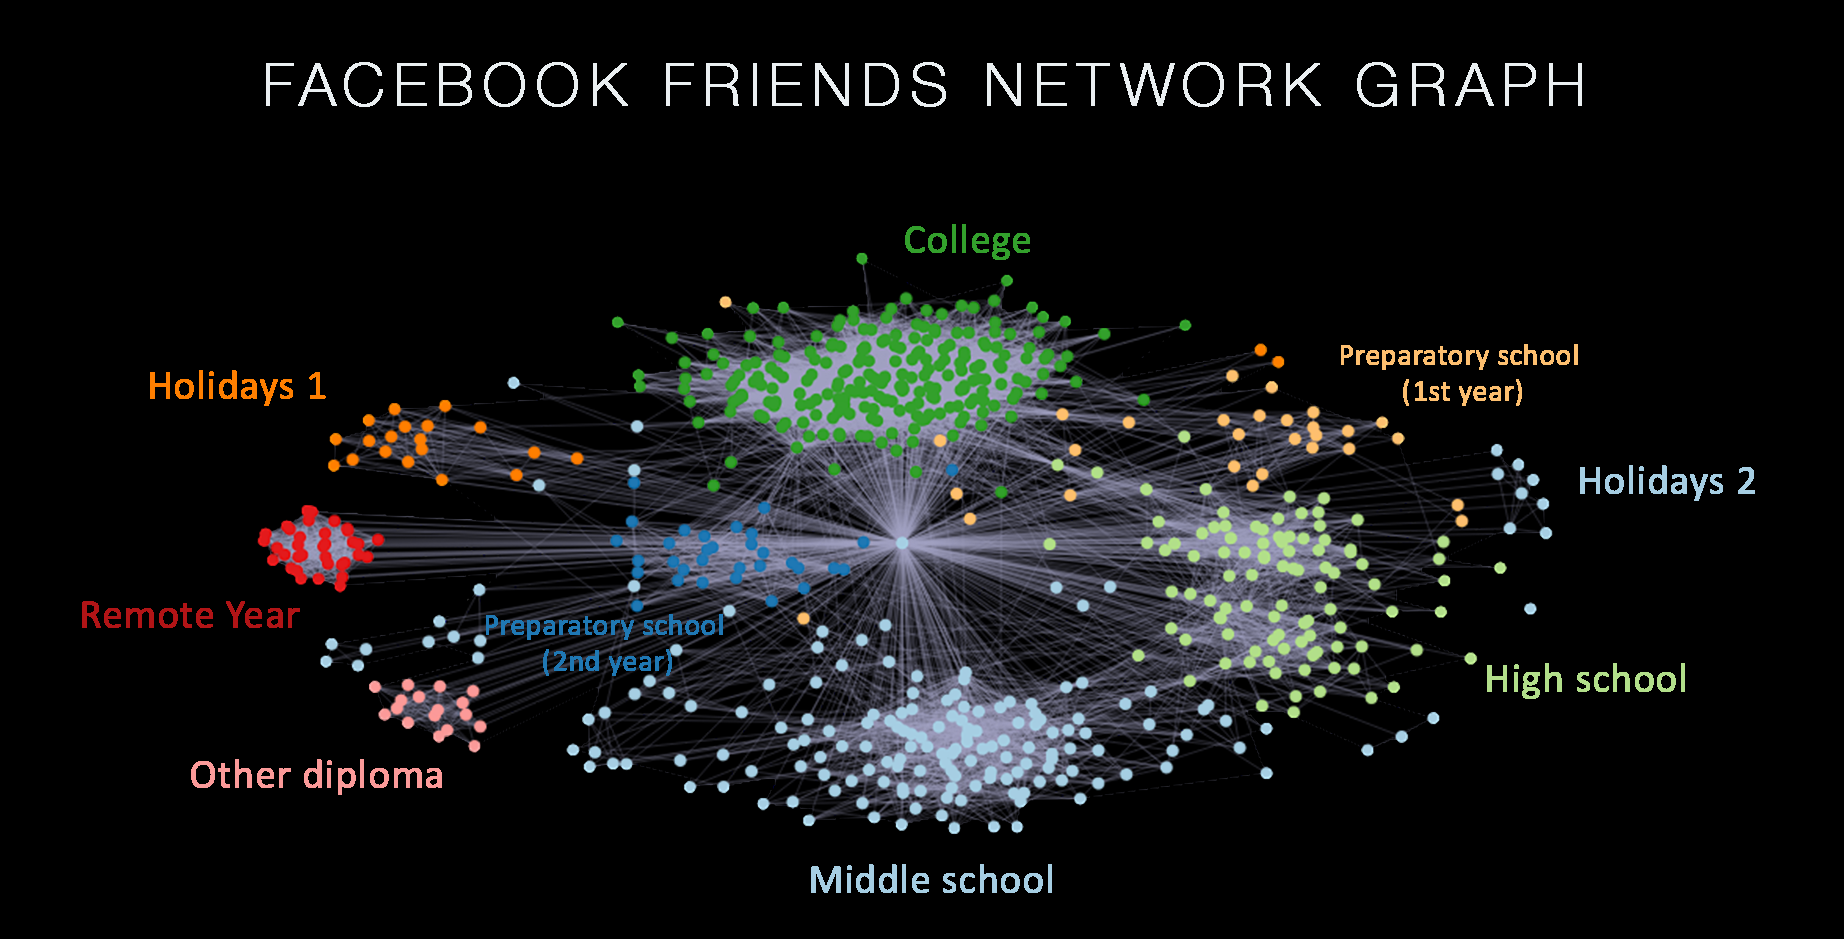 FACEBOOK FRIENDS NETWORK GRAPH
College
Preparatory school
(1st year)
Holidays 1
Holidays 2
Remote Year
Preparatory school
(2nd year)
High school
Other diploma
Middle school